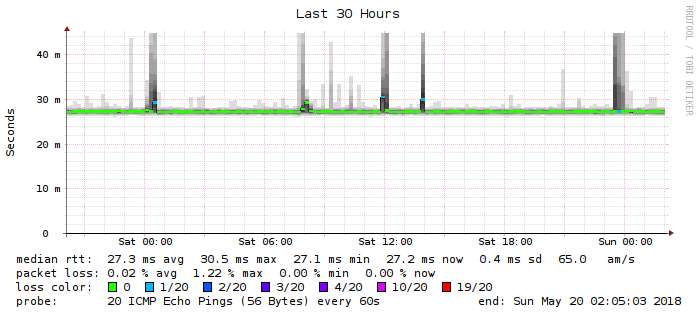 Last 30 Hours
RRDTOOL / TOBI OETIKER
Seconds
40 m
30 m
20 m
10 m
0
Sat 00:00 Sat 06:00 Sat 12:00 Sat 18:00 Sun 00:00
median rtt: 27.3 ms avg 30.5 ms max 27.1 ms min 27.2 ms now 0.4 ms sd 65.0 am/s
packet loss: 0.02 % avg 1.22 % max 0.00 % min 0.00 % now
loss color: 0 1/20 2/20 3/20 4/20 10/20 19/20
probe: 20 ICMP Echo Pings (56 Bytes) every 60s end: Sun May 20 02:05:03 2018